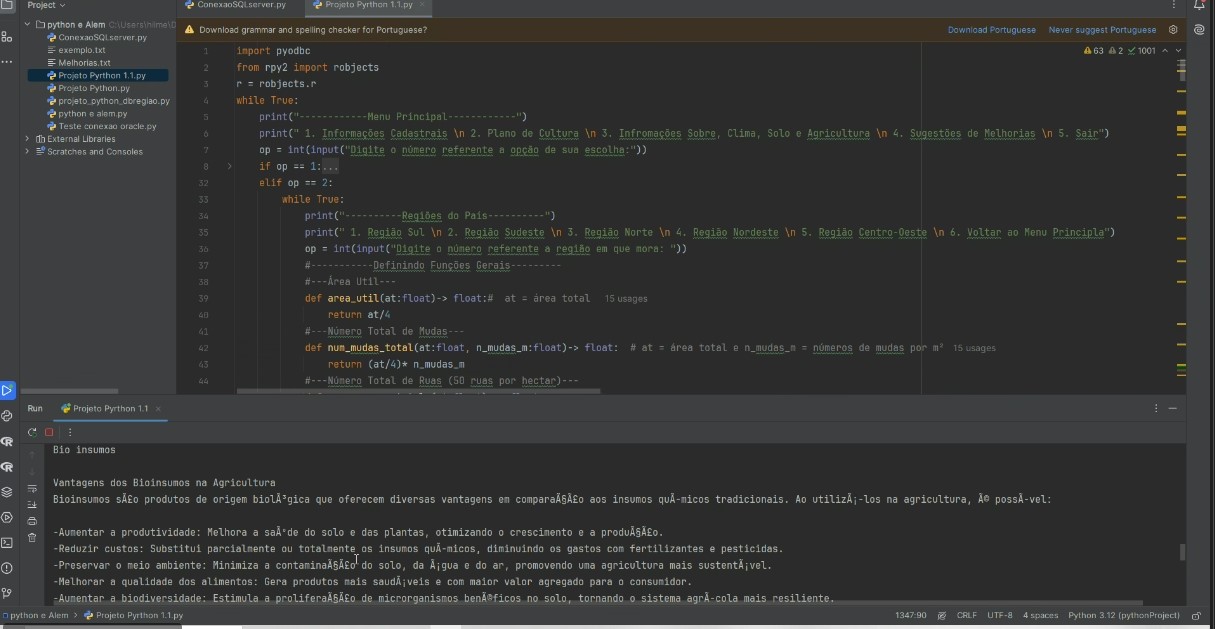 Project
ConexaoSQLserver.py
Projeto Python 1.1.py
python e Alem C:\Users\nilme\D
ConexaoSQLserver.py
exemplo.txt
Melhorias.txt
Projeto Python 1.1.py
Projeto Python.py
projeto_python_dbregiao.py
python e alem.py
Teste conexao oracle.py
External Libraries
Scratches and Consoles
Download grammar and spelling checker for Portuguese?
Download Portuguese Never suggest Portuguese
63 2 1001
1 import pyodbc
2 from rpy2 import robjects
3 r = robjects.r
4 while True:
5 print("------------Menu Principal------------")
6 print(" 1. Informações Cadastrais \n 2. Plano de Cultura \n 3. Infromações Sobre, Clima, Solo e Agricultura \n 4. Sugestões de Melhorias \n 5. Sair")
7 op = int(input("Digite o número referente a opção de sua escolha:"))
8 if op == 1:...
32 elif op == 2:
33 while True:
34 print("----------Regiões do País----------")
35 print(" 1. Região Sul \n 2. Região Sudeste \n 3. Região Norte \n 4. Região Nordeste \n 5. Região Centro-Oeste \n 6. Voltar ao Menu Principla")
36 op = int(input("Digite o número referente a região em que mora: "))
37 #-----------Definindo Funções Gerais---------
38 #---Área Util---
39 def area_util(at:float)-> float:# at = área total 15 usages
40 return at/4
41 #---Número Total de Mudas---
42 def num_mudas_total(at:float, n_mudas_m:float)-> float: # at = área total e n_mudas_m = números de mudas por m² 15 usages
43 return (at/4)* n_mudas_m
44 #---Número Total de Ruas (50 ruas por hectar)---
Run Projeto Python 1.1
Bio insumos
Vantagens dos Bioinsumos na Agricultura
Bioinsumos sÃ£o produtos de origem biolÃ³gica que oferecem diversas vantagens em comparaÃ§Ã£o aos insumos quÃ­micos tradicionais. Ao utilizÃ¡-los na agricultura, Ã© possÃ­vel:
-Aumentar a produtividade: Melhora a saÃºde do solo e das plantas, otimizando o crescimento e a produÃ§Ã£o.
-Reduzir custos: Substitui parcialmente ou totalmente os insumos quÃ­micos, diminuindo os gastos com fertilizantes e pesticidas.
-Preservar o meio ambiente: Minimiza a contaminaÃ§Ã£o do solo, da Ã¡gua e do ar, promovendo uma agricultura mais sustentÃ¡vel.
-Melhorar a qualidade dos alimentos: Gera produtos mais saudÃ¡veis e com maior valor agregado para o consumidor.
-Aumentar a biodiversidade: Estimula a proliferaÃ§Ã£o de microrganismos benÃ©ficos no solo, tornando o sistema agrÃ­cola mais resiliente.
python e Alem > Projeto Python 1.1.py
1347:90 CRLF UTF-8 4 spaces Python 3.12 (pythonProject)